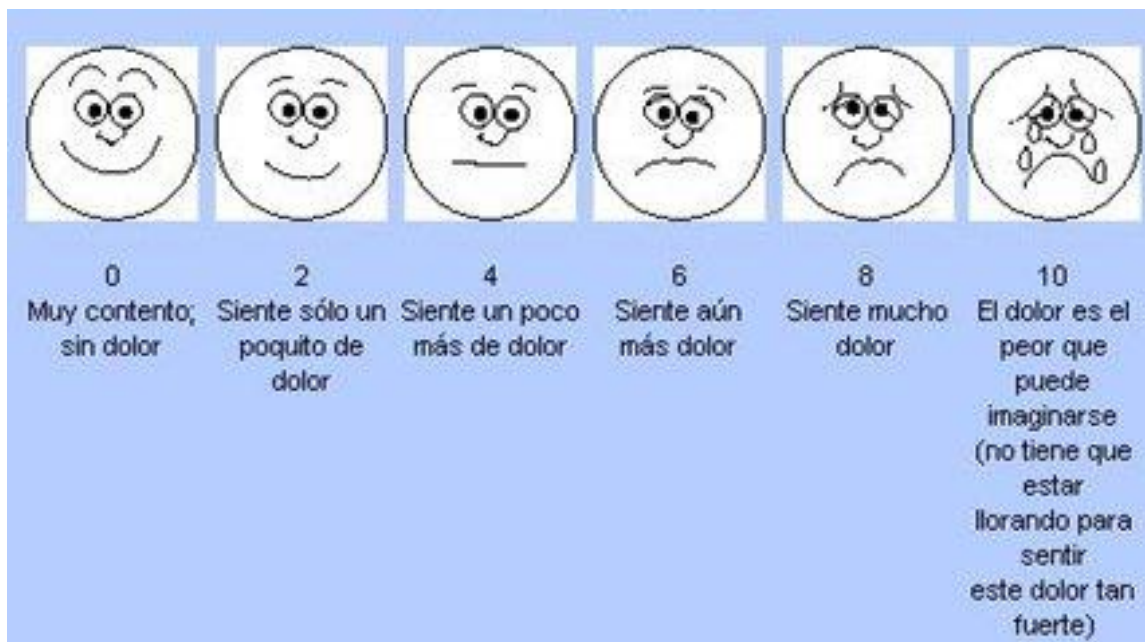 0
Muy contento;
sin dolor
2
Siente sólo un
poquito de
dolor
4
Siente un poco
más de dolor
6
Siente aún
más dolor
8
Siente mucho
dolor
10
El dolor es el
peor que
puede
imaginarse
(no tiene que
estar
llorando para
sentir
este dolor tan
fuerte)